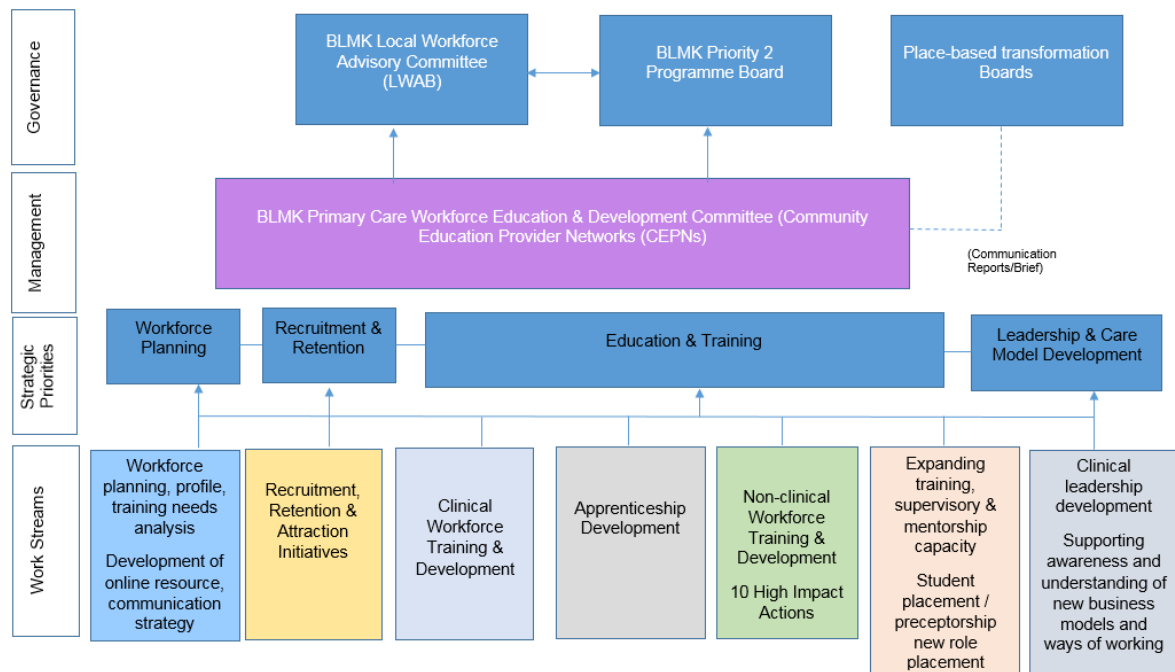 Governance
BLMK Local Workforce
Advisory Committee
(LWAB)
BLMK Priority 2
Programme Board
Place-based transformation
Boards
Management
BLMK Primary Care Workforce Education & Development Committee (Community
Education Provider Networks (CEPNs)
(Communication
Reports/Brief)
Strategic
Priorities
Workforce
Planning
Recruitment &
Retention
Education & Training
Leadership & Care
Model Development
Work Streams
Workforce
planning, profile,
training needs
analysis
Development of
online resource,
communication
strategy
Recruitment,
Retention &
Attraction
Initiatives
Clinical
Workforce
Training &
Development
Apprenticeship
Development
Non-clinical
Workforce
Training &
Development
10 High Impact
Actions
Expanding
training,
supervisory &
mentorship
capacity
Student
placement /
preceptorship
new role
placement
Clinical
leadership
development
Supporting
awareness and
understanding of
new business
models and
ways of working